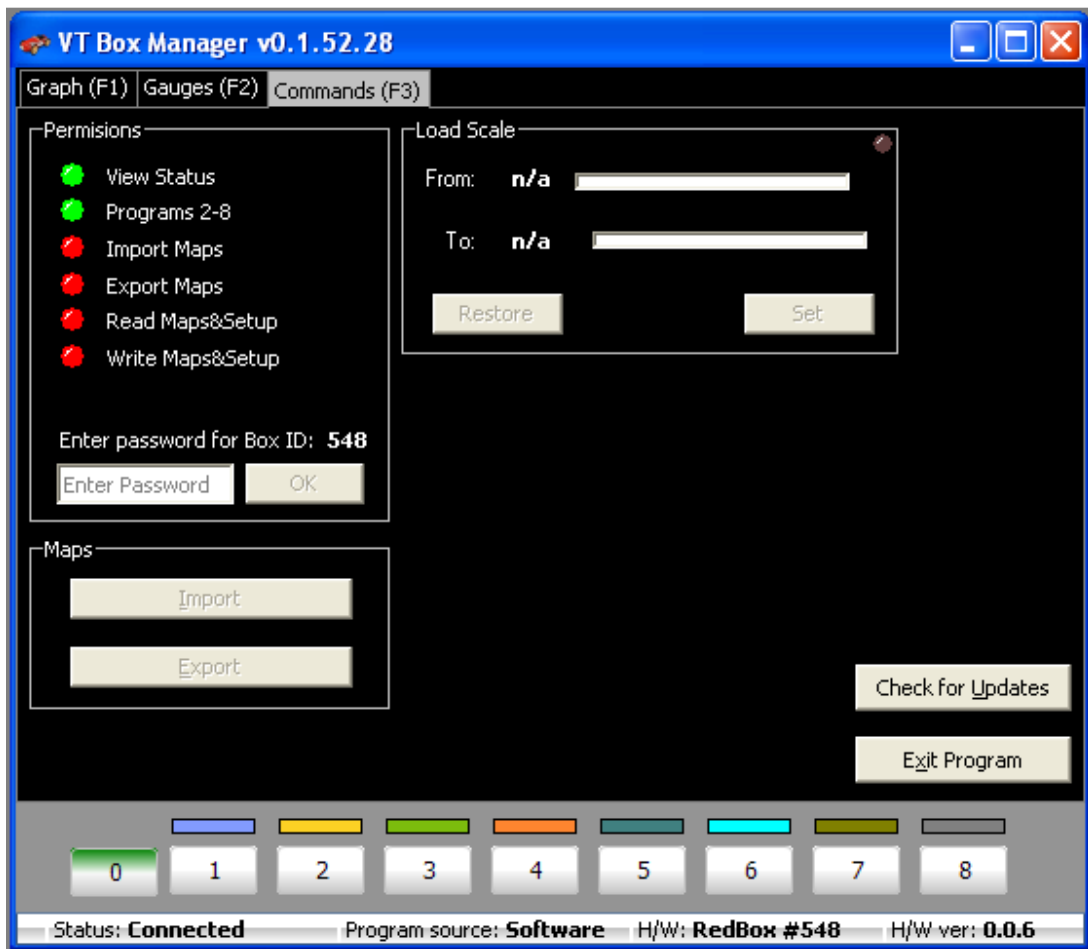 VT Box Manager v0.1.52.28
Graph (F1) Gauges (F2) Commands (F3)
Permisions
View Status
Programs 2-8
Import Maps
Export Maps
Read Maps&Setup
Write Maps&Setup
Enter password for Box ID: 548
Enter Password OK
Load Scale
From: n/a
To: n/a
Restore Set
Maps
Import
Export
Check for Updates
Exit Program
0 1 2 3 4 5 6 7 8
Status: Connected Program source: Software H/W: RedBox #548 H/W ver: 0.0.6